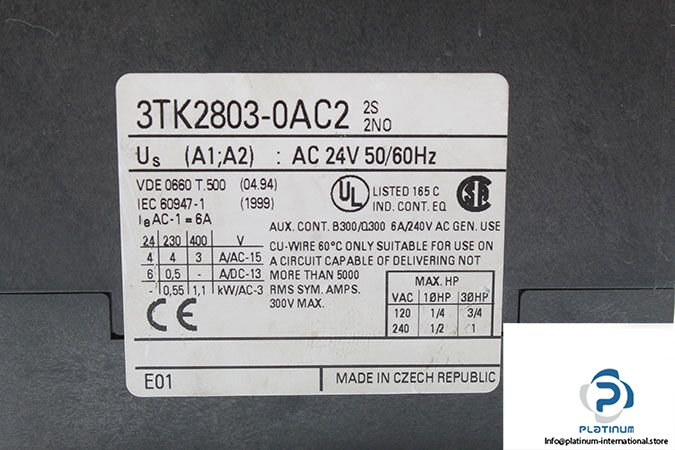 3TK2803-0AC2 2S
2NO
Us (A1;A2) : AC 24V 50/60Hz
VDE 0660 T.500 (04.94)
IEC 60947-1 (1999)
Ie AC-1 = 6A
24 230 400 V
4 4 3 A/AC-15
6 0,5 - A/DC-13
- 0,55 1,1 kW/AC-3
CE
UL LISTED 165 C
IND. CONT. EQ
SA
AUX. CONT. B300/Q300 6A/240V AC GEN. USE
CU-WIRE 60°C ONLY SUITABLE FOR USE ON
A CIRCUIT CAPABLE OF DELIVERING NOT
MORE THAN 5000
RMS SYM. AMPS.
300V MAX.
MAX. HP
VAC 1ØHP 3ØHP
120 1/4 3/4
240 1/2 1
E01
MADE IN CZECH REPUBLIC
PLATINUM
Info@platinum-international.store